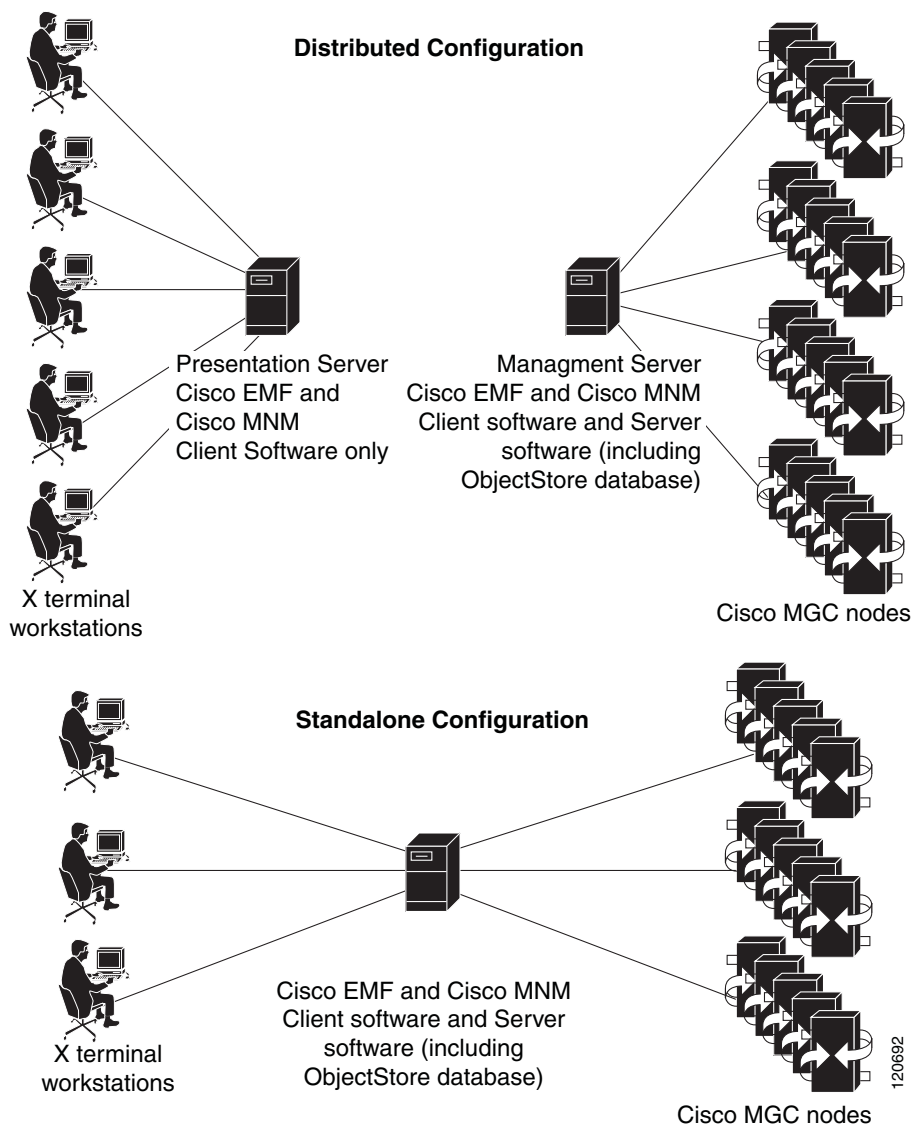 Distributed Configuration
Presentation Server
Cisco EMF and
Cisco MNM
Client Software only
Managment Server
Cisco EMF and Cisco MNM
Client software and Server
software (including
ObjectStore database)
X terminal
workstations
Cisco MGC nodes
Standalone Configuration
Cisco EMF and Cisco MNM
Client software and Server
software (including
ObjectStore database)
X terminal
workstations
120692
Cisco MGC nodes